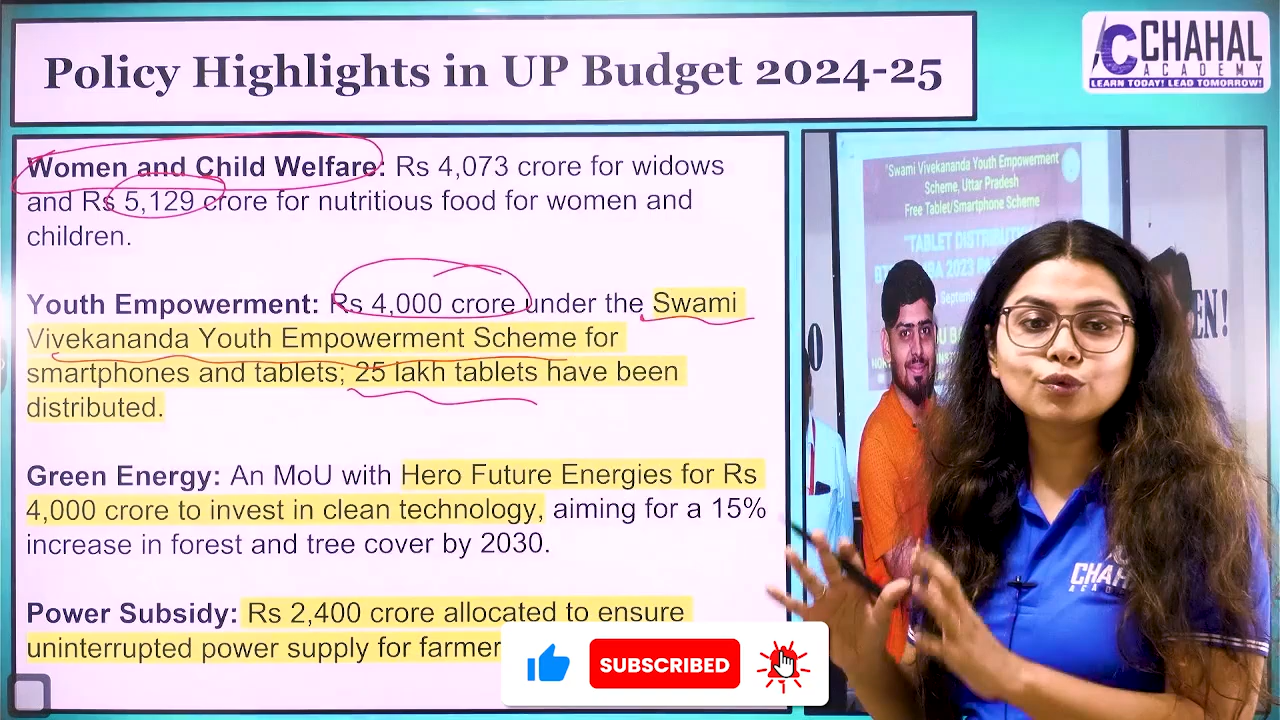 Policy Highlights in UP Budget 2024-25
CHAHAL
ACADEMY
LEARN TODAY! LEAD TOMORROW!
Women and Child Welfare: Rs 4,073 crore for widows
and Rs 5,129 crore for nutritious food for women and
children.
Youth Empowerment: Rs 4,000 crore under the Swami
Vivekananda Youth Empowerment Scheme for
smartphones and tablets; 25 lakh tablets have been
distributed.
Green Energy: An MoU with Hero Future Energies for Rs
4,000 crore to invest in clean technology, aiming for a 15%
increase in forest and tree cover by 2030.
Power Subsidy: Rs 2,400 crore allocated to ensure
uninterrupted power supply for farmer
SUBSCRIBED
"Swami Vivekananda Youth Empowerment
Scheme, Uttar Pradesh
Free Tablet/Smartphone Scheme
"TABLET
2023
EN!
CHAH